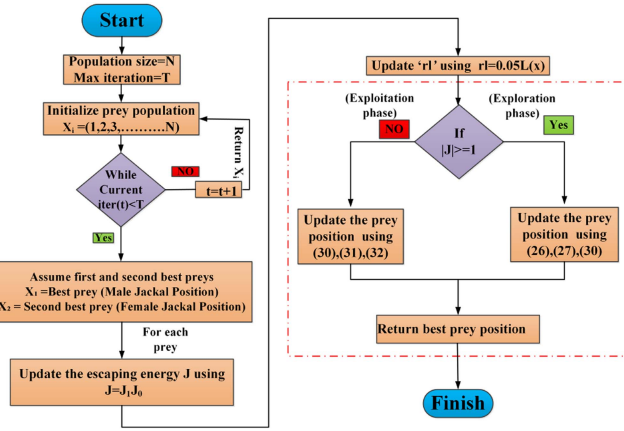 Start
Population size=N
Max iteration=T
Initialize prey population
Xᵢ =(1,2,3,..........N)
While
Current
iter(t)<T
NO
t=t+1
Return Xᵢ
Yes
Assume first and second best preys
X₁ =Best prey (Male Jackal Position)
X₂ = Second best prey (Female Jackal Position)
For each
prey
Update the escaping energy J using
J=J₁J₀
Update ‘rl’ using rl=0.05L(x)
(Exploitation
phase)
NO
(Exploration
phase)
Yes
If
|J|>=1
Update the prey
position using
(30),(31),(32)
Update the prey
position using
(26),(27),(30)
Return best prey position
Finish